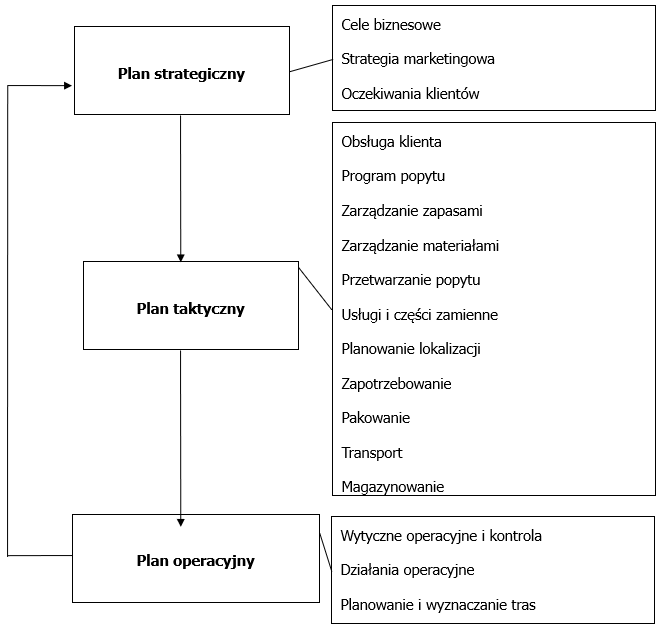 Plan strategiczny
Cele biznesowe
Strategia marketingowa
Oczekiwania klientów
Plan taktyczny
Obsługa klienta
Program popytu
Zarządzanie zapasami
Zarządzanie materiałami
Przetwarzanie popytu
Usługi i części zamienne
Planowanie lokalizacji
Zapotrzebowanie
Pakowanie
Transport
Magazynowanie
Plan operacyjny
Wytyczne operacyjne i kontrola
Działania operacyjne
Planowanie i wyznaczanie tras